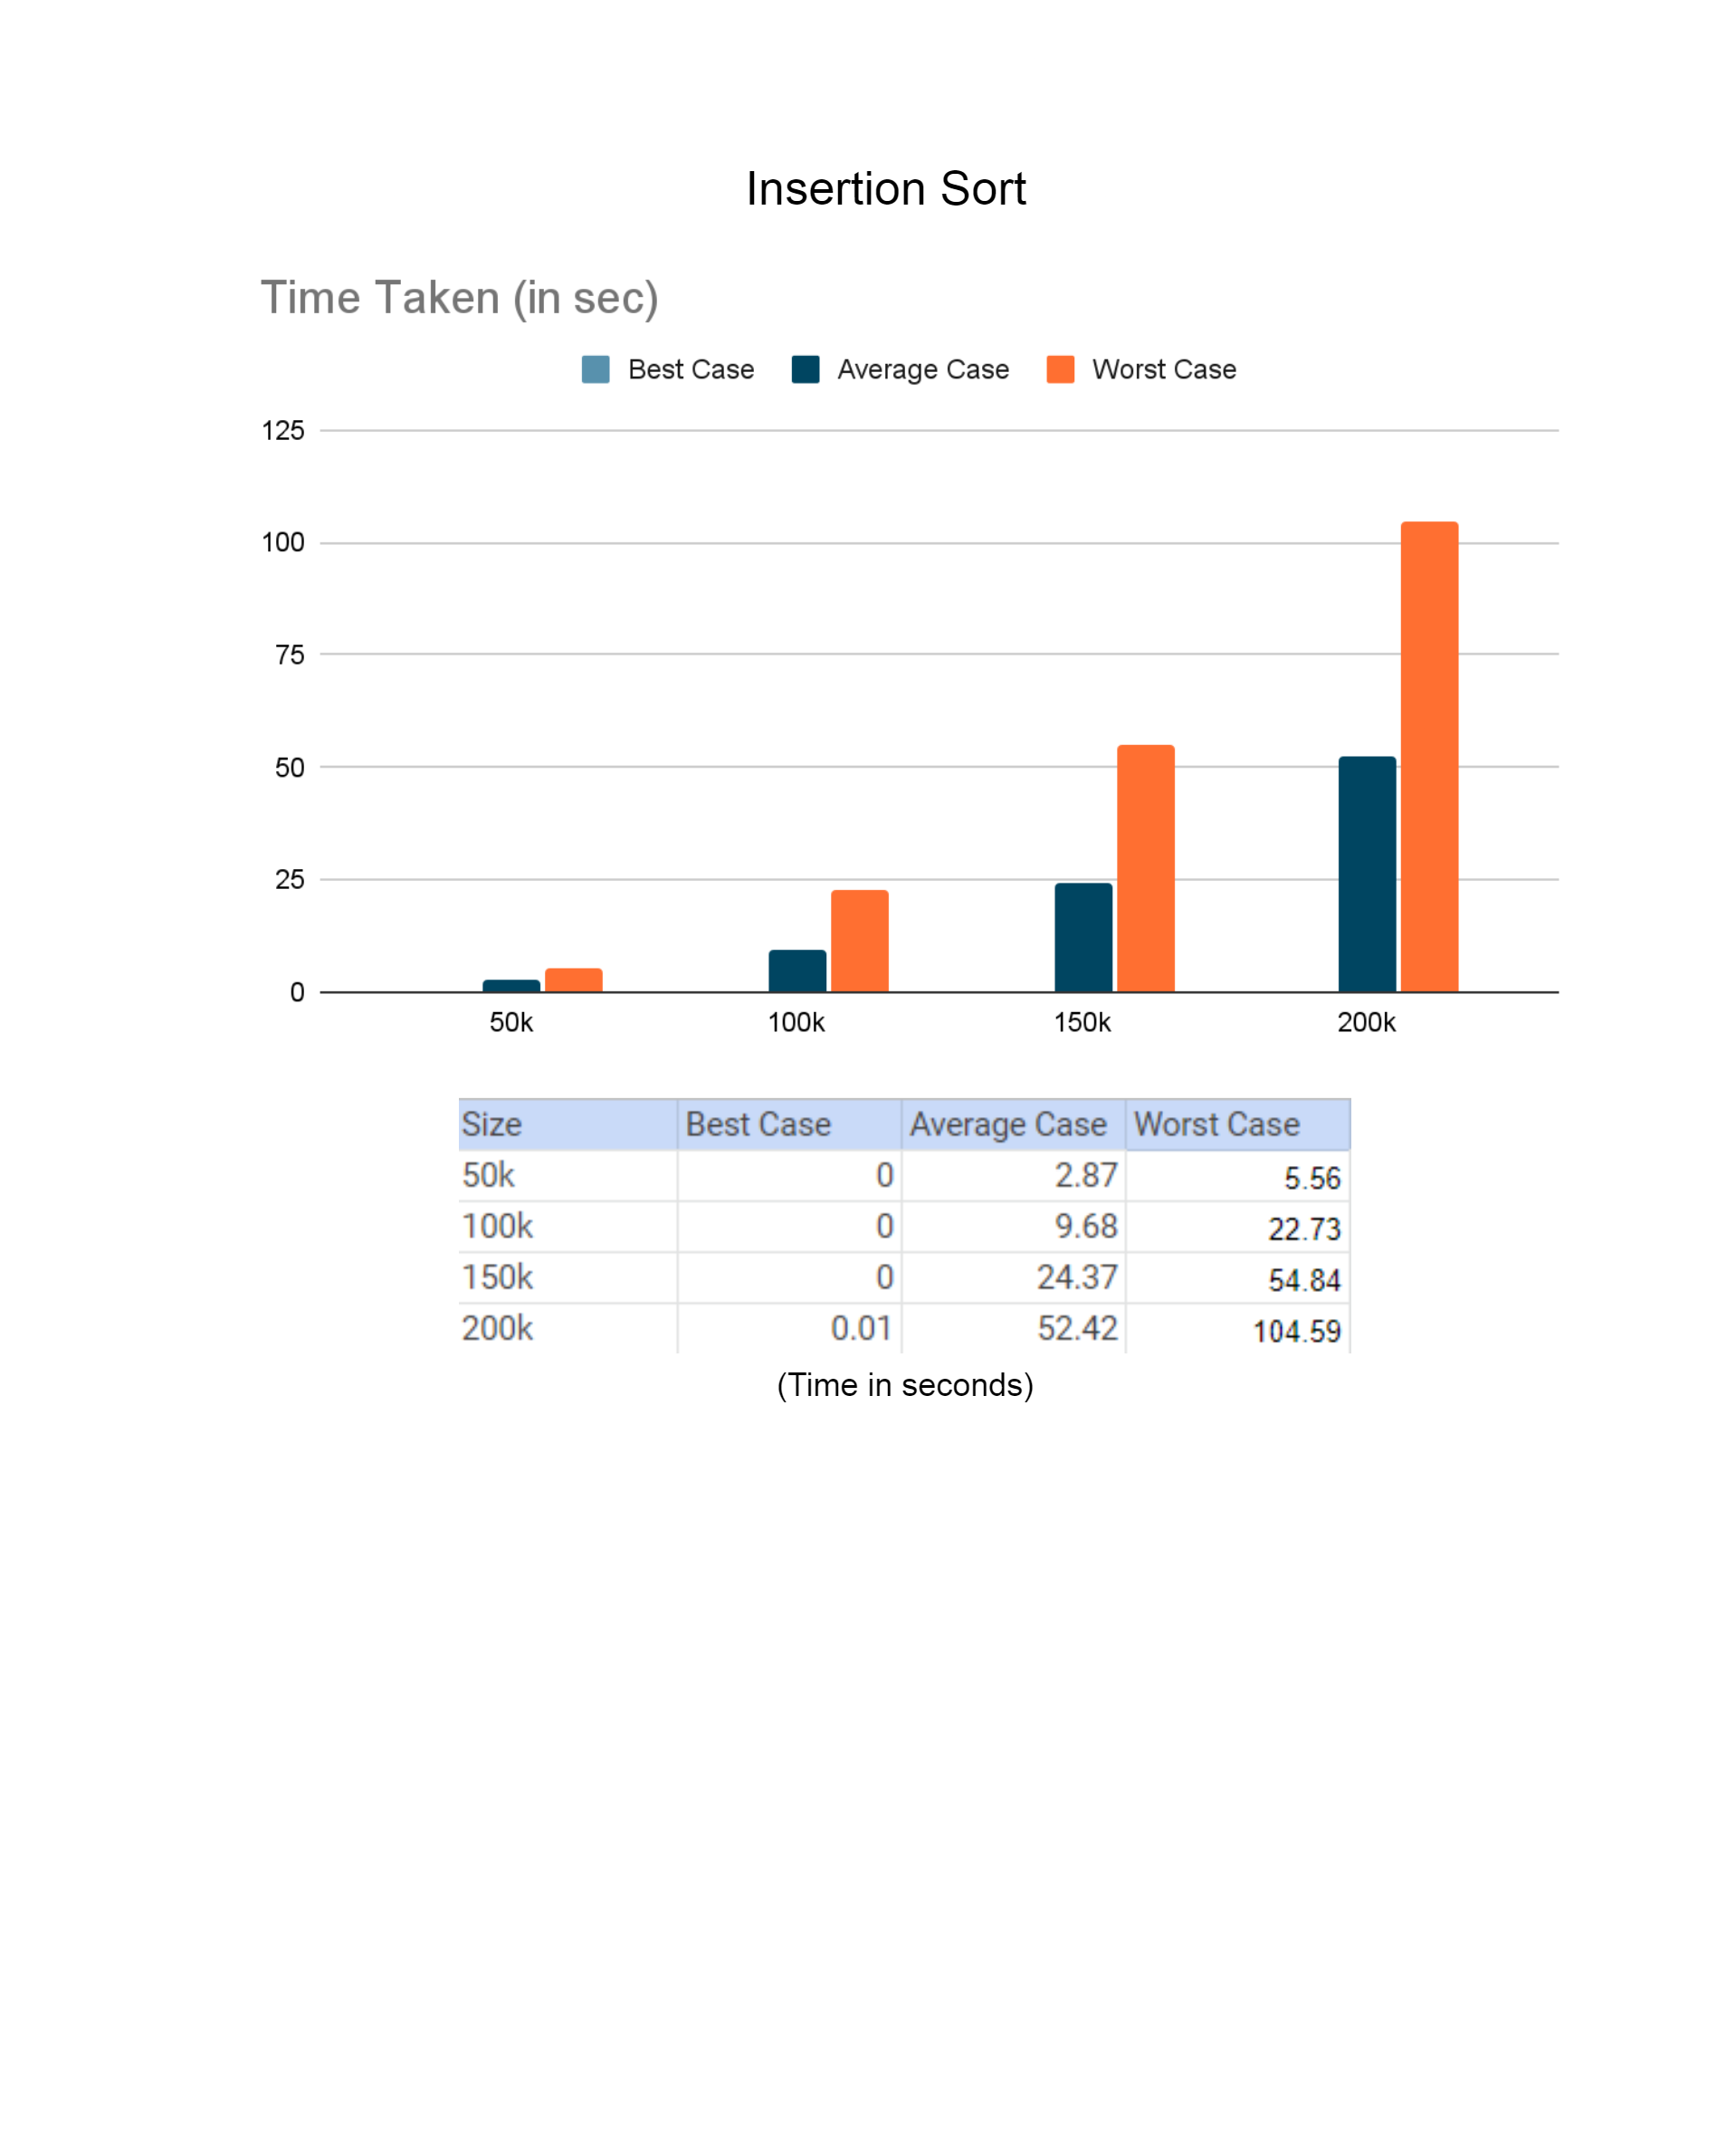 Insertion Sort
Time Taken (in sec)
Best Case Average Case Worst Case
125
100
75
50
25
0
50k 100k 150k 200k
Size Best Case Average Case Worst Case
50k 0 2.87 5.56
100k 0 9.68 22.73
150k 0 24.37 54.84
200k 0.01 52.42 104.59
(Time in seconds)